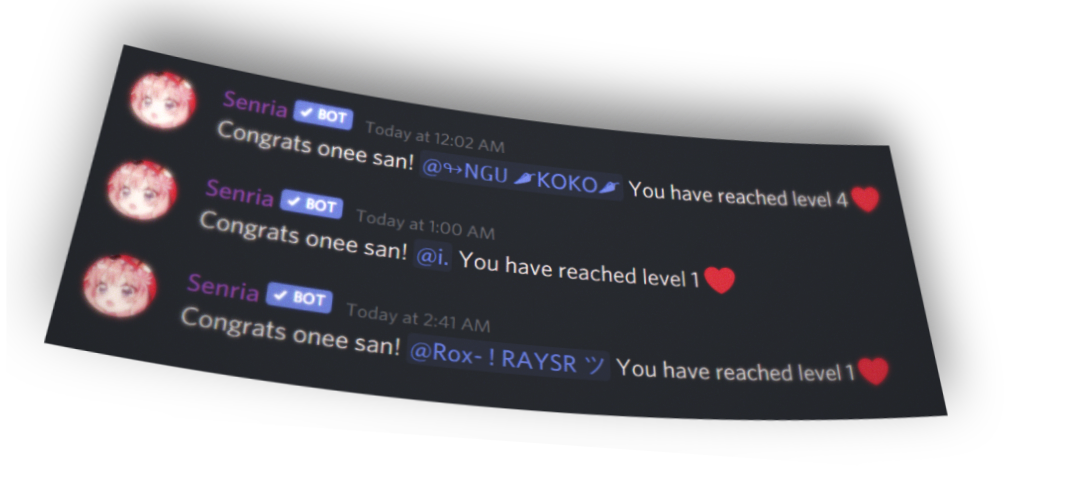 Senria ✔ BOT Today at 12:02 AM
Congrats onee san! @↬NGU 🌶KOKO🌶 You have reached level 4❤️
Senria ✔ BOT Today at 1:00 AM
Congrats onee san! @i. You have reached level 1❤️
Senria ✔ BOT Today at 2:41 AM
Congrats onee san! @Rox- ! RAYSR ツ You have reached level 1❤️